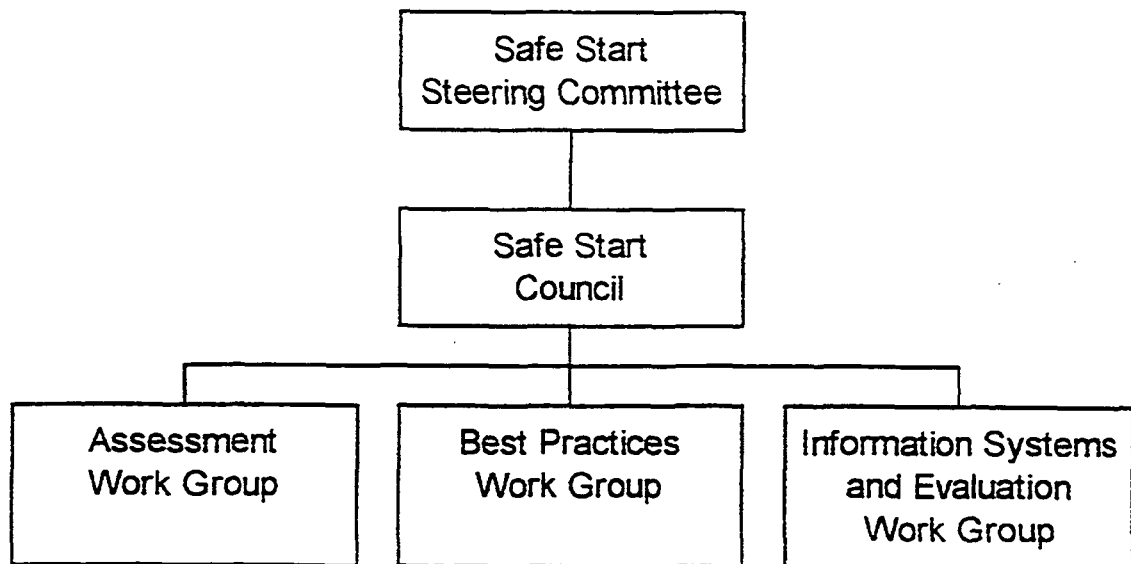 Safe Start
Steering Committee
Safe Start
Council
Assessment
Work Group
Best Practices
Work Group
Information Systems
and Evaluation
Work Group